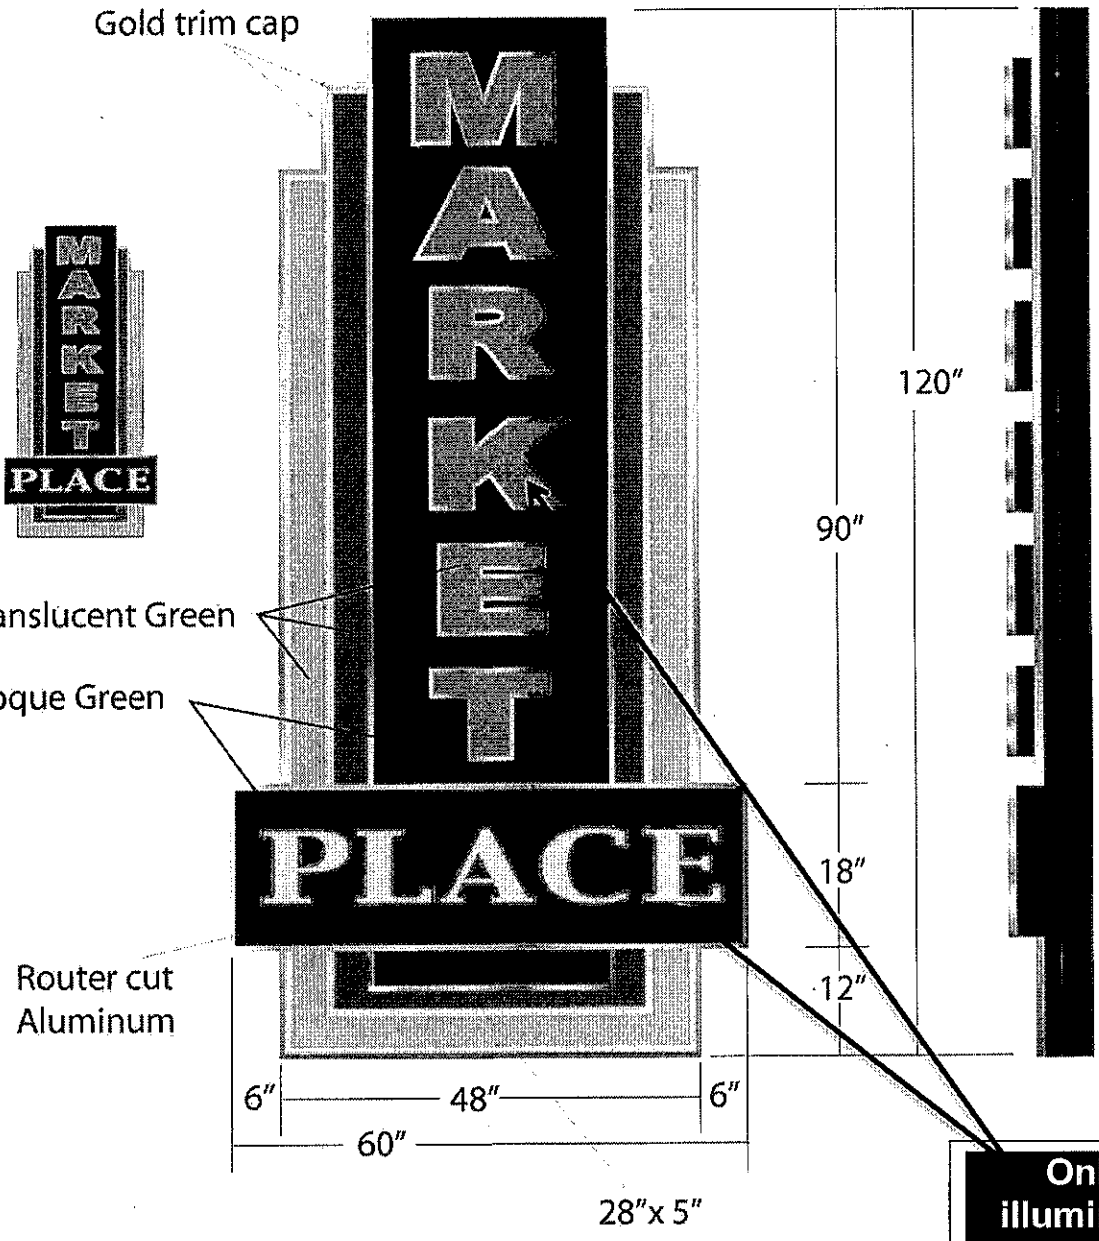 Gold trim cap
MARKET
PLACE
MARKET
PLACE
anslucent Green
oque Green
Router cut
Aluminum
120"
90"
18"
12"
6"
48"
6"
60"
28"x 5"
On
illumi